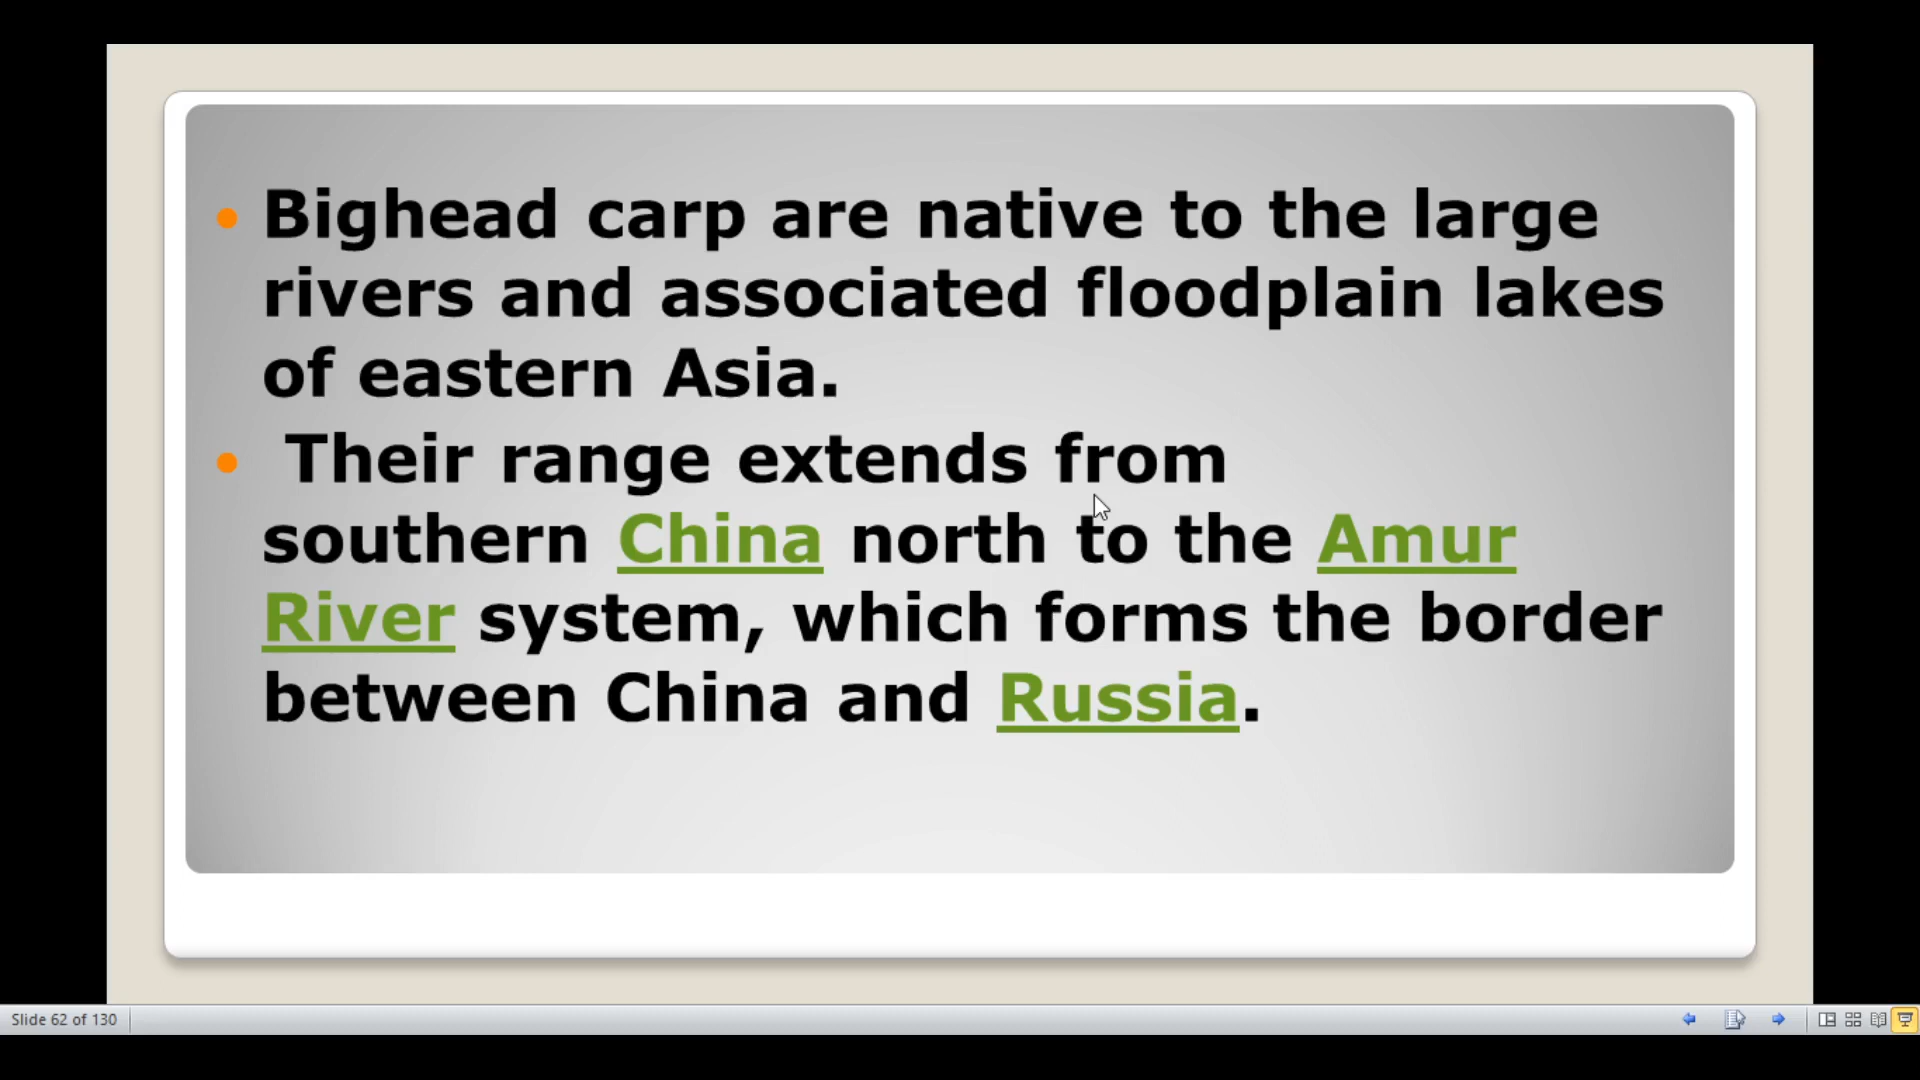 Bighead carp are native to the large
rivers and associated floodplain lakes
of eastern Asia.
Their range extends from
southern China north to the Amur
River system, which forms the border
between China and Russia.
Slide 62 of 130